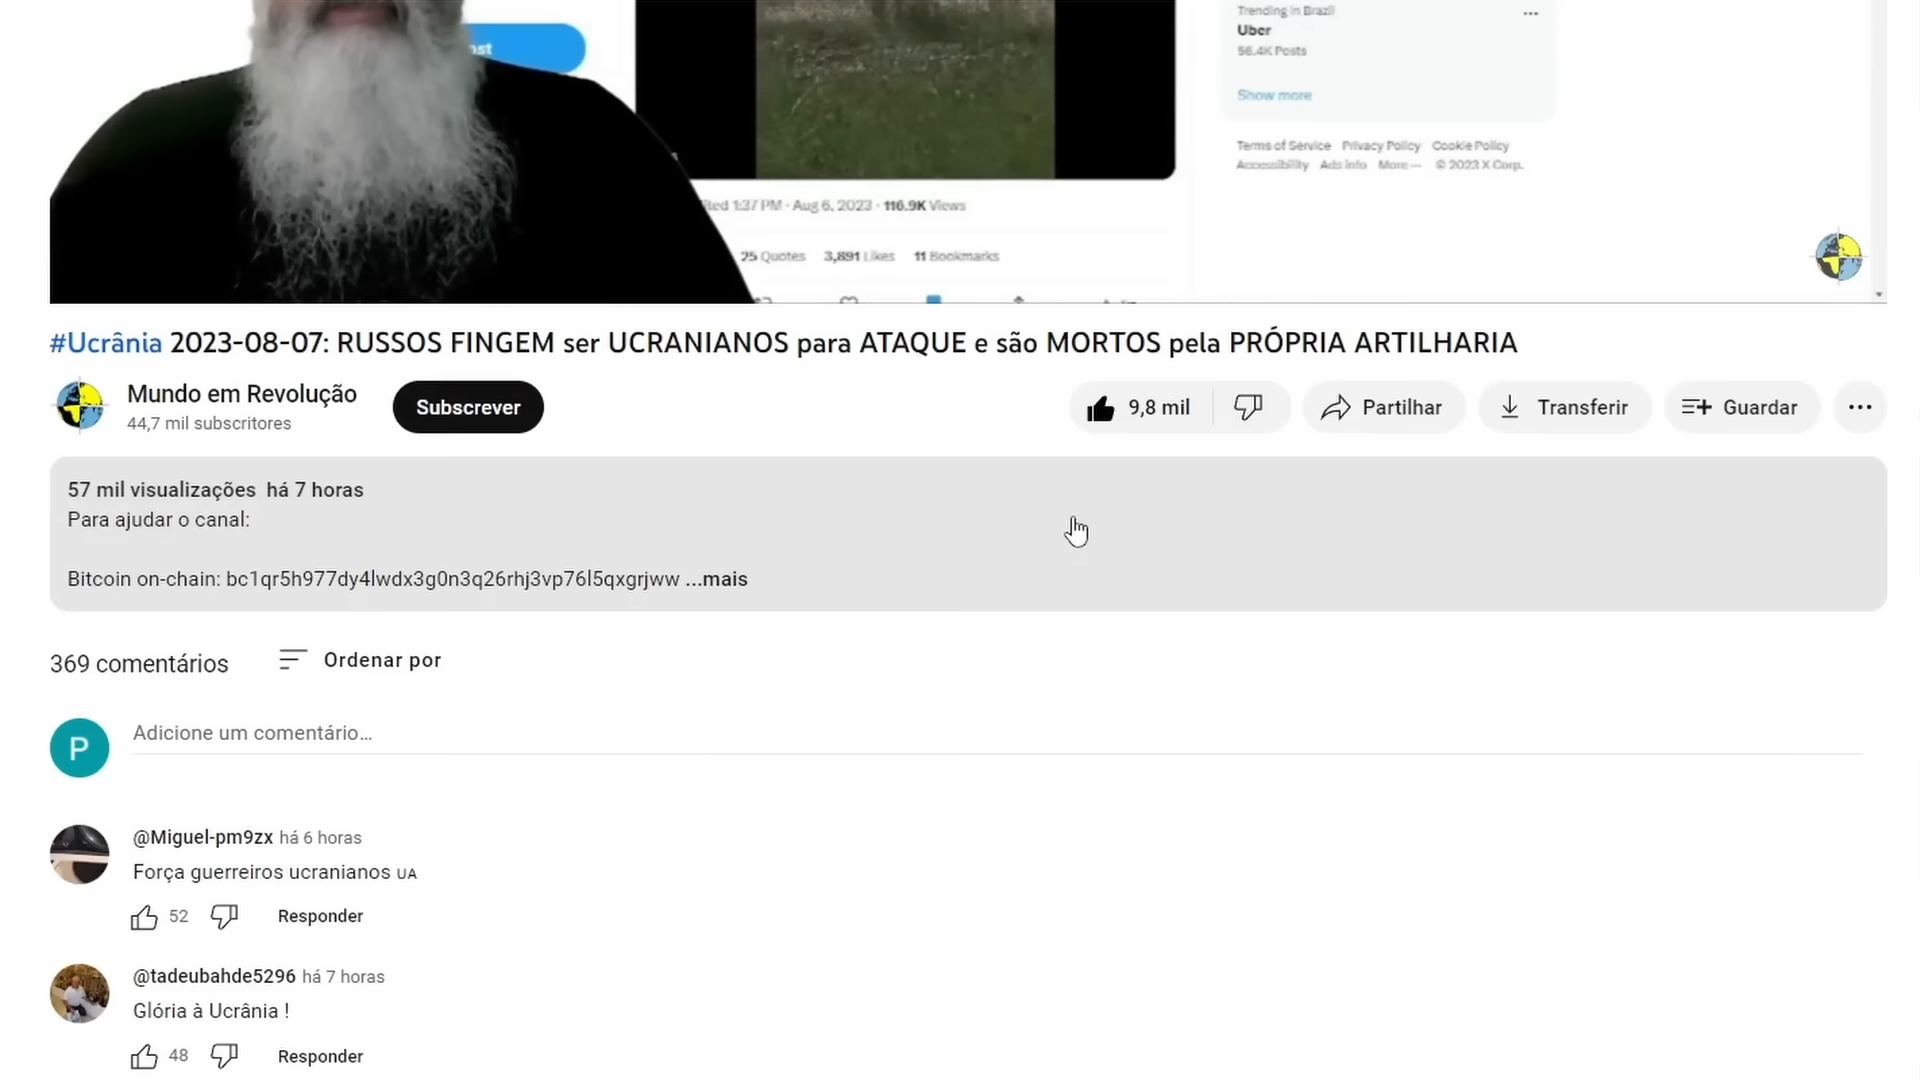 Trending in Brazil
Uber
56.4K Posts
Show more
Terms of Service Privacy Policy Cookie Policy
Accessibility Ads info More ··· © 2023 X Corp.
1:37 PM · Aug 6, 2023 · 116.9K Views
25 Quotes 3,891 Likes 11 Bookmarks
#Ucrânia 2023-08-07: RUSSOS FINGEM ser UCRANIANOS para ATAQUE e são MORTOS pela PRÓPRIA ARTILHARIA
Mundo em Revolução
44,7 mil subscritores
Subscrever
9,8 mil
Partilhar
Transferir
Guardar
57 mil visualizações há 7 horas
Para ajudar o canal:
Bitcoin on-chain: bc1qr5h977dy4lwdx3g0n3q26rhj3vp76l5qxgrjww ...mais
369 comentários
Ordenar por
P
Adicione um comentário...
@Miguel-pm9zx há 6 horas
Força guerreiros ucranianos UA
52
Responder
@tadeubahde5296 há 7 horas
Glória à Ucrânia !
48
Responder